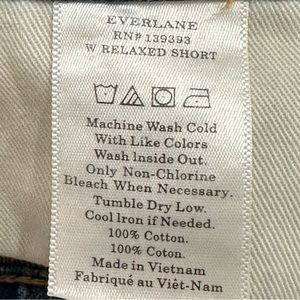 EVERLANE
RN# 139393
W RELAXED SHORT
Machine Wash Cold
With Like Colors
Wash Inside Out.
Only Non-Chlorine
Bleach When Necessary.
Tumble Dry Low.
Cool Iron if Needed.
100% Cotton.
100% Coton.
Made in Vietnam
Fabriqué au Viêt-Nam